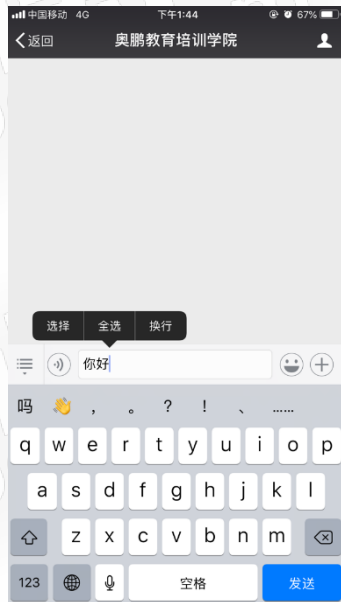 中国移动 4G 下午1:44 67%
返回 奥鹏教育培训学院
选择 全选 换行
你好
吗 👋 , 。 ? ! 、 ……
q w e r t y u i o p
a s d f g h j k l
z x c v b n m
123 空格 发送